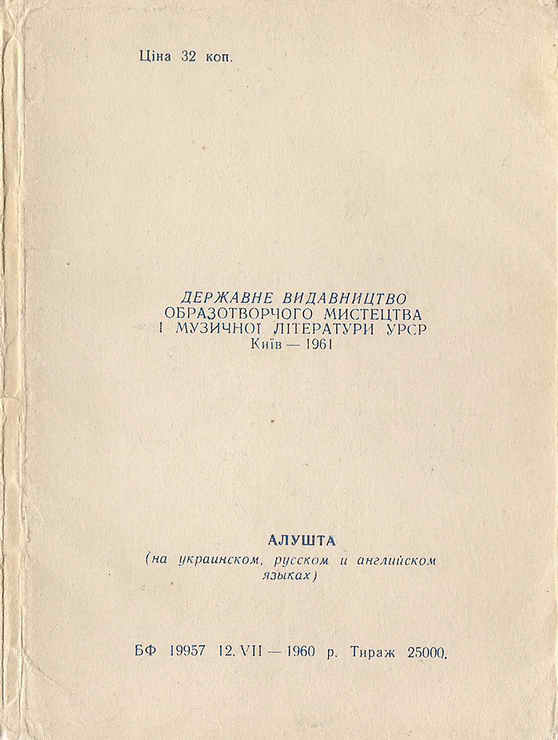 Ціна 32 коп.
ДЕРЖАВНЕ ВИДАВНИЦТВО
ОБРАЗОТВОРЧОГО МИСТЕЦТВА
І МУЗИЧНОЇ ЛІТЕРАТУРИ УРСР
Київ — 1961
АЛУШТА
(на украинском, русском и английском
языках)
БФ 19957 12. VII — 1960 р. Тираж 25000.